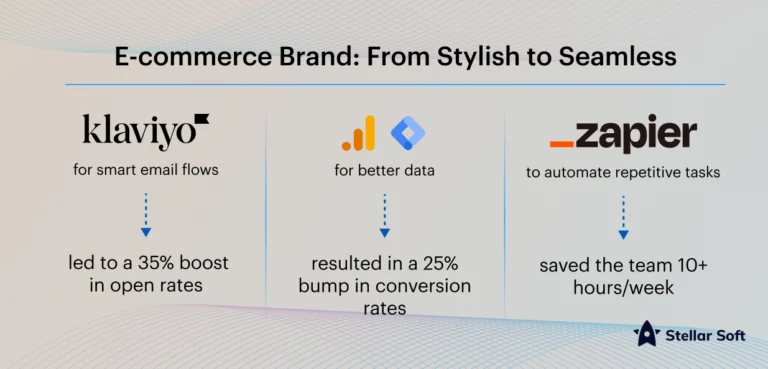 E-commerce Brand: From Stylish to Seamless
klaviyo
for smart email flows
led to a 35% boost
in open rates
for better data
resulted in a 25%
bump in conversion
rates
_zapier
to automate repetitive tasks
saved the team 10+
hours/week
Stellar Soft